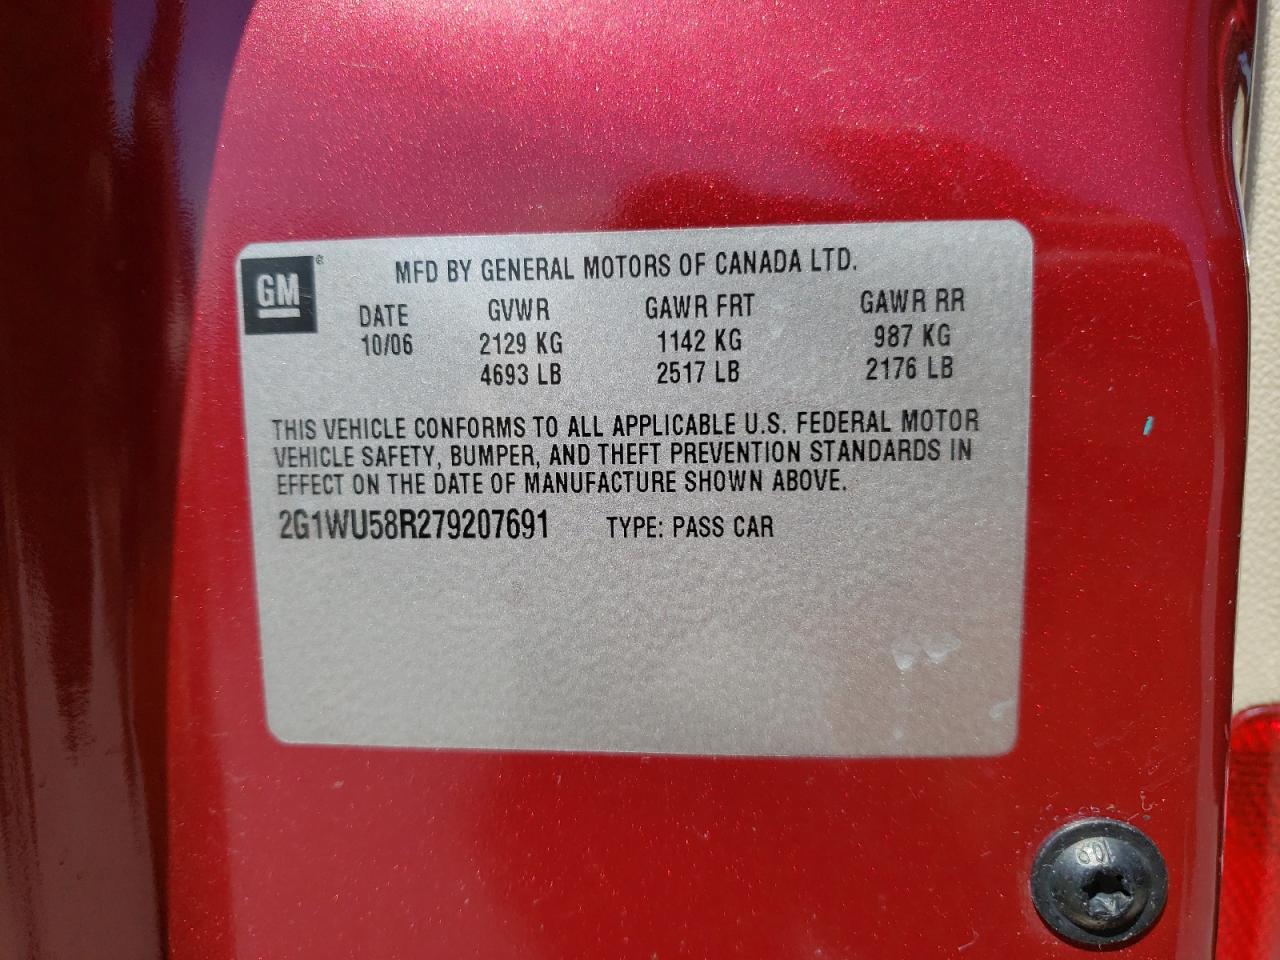 GM®
MFD BY GENERAL MOTORS OF CANADA LTD.
DATE GVWR GAWR FRT GAWR RR
10/06 2129 KG 1142 KG 987 KG
4693 LB 2517 LB 2176 LB
THIS VEHICLE CONFORMS TO ALL APPLICABLE U.S. FEDERAL MOTOR
VEHICLE SAFETY, BUMPER, AND THEFT PREVENTION STANDARDS IN
EFFECT ON THE DATE OF MANUFACTURE SHOWN ABOVE.
2G1WU58R279207691 TYPE: PASS CAR